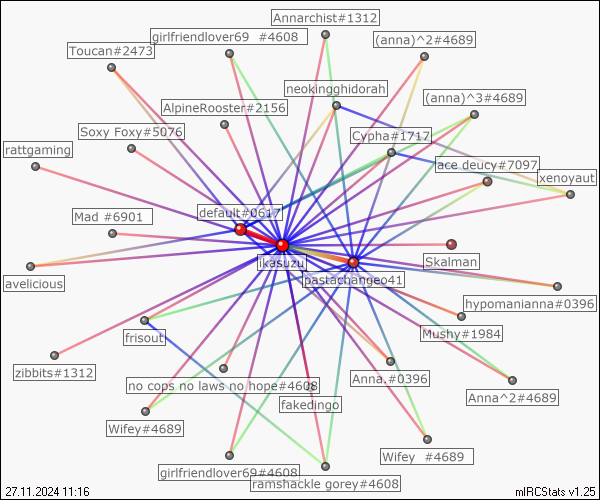 Annarchist#1312
girlfriendlover69 #4608
(anna)^2#4689
Toucan#2473
neokingghidorah
(anna)^3#4689
AlpineRooster#2156
Soxy Foxy#5076
Cypha#1717
rattgaming
ace deucy#7097
xenoyaut
default#0617
Mad #6901
ikasuzu
Skalman
avelicious
pastachangeo41
hypomanianna#0396
frisout
Mushy#1984
zibbits#1312
no cops no laws no hope#4608
Anna.#0396
fakedingo
Anna^2#4689
Wifey#4689
Wifey #4689
girlfriendlover69#4608
ramshackle gorey#4608
27.11.2024 11:16
mIRCStats v1.25